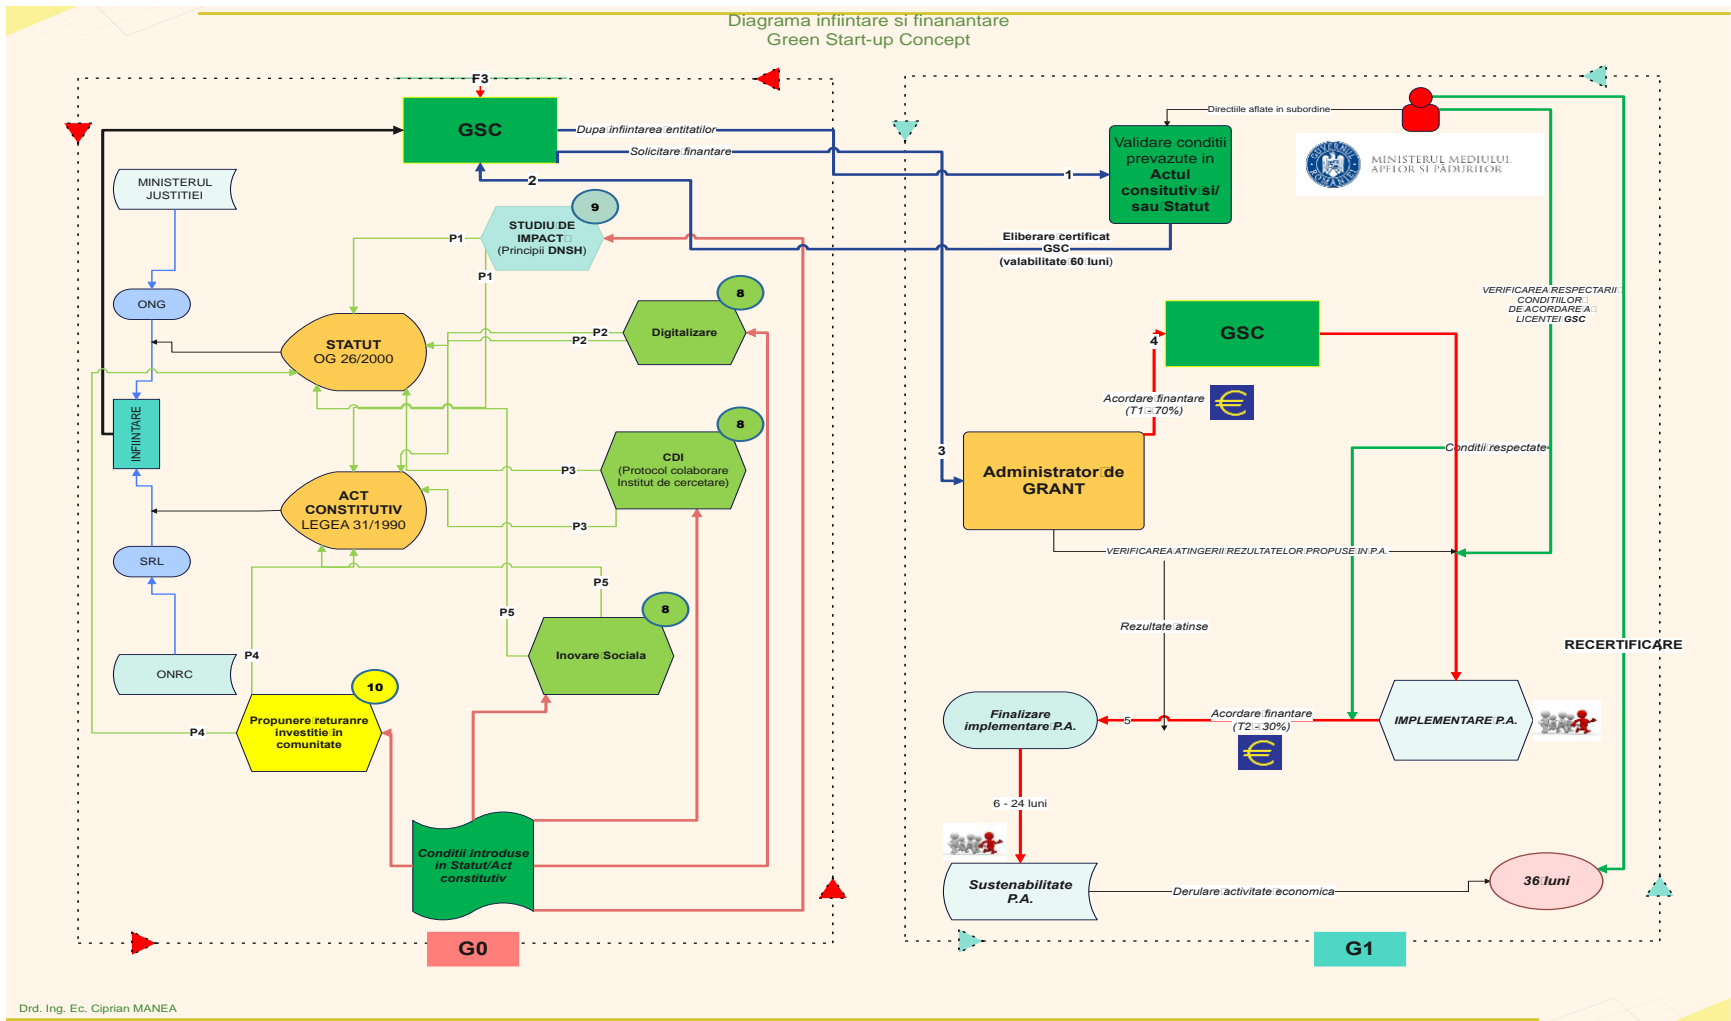 Diagrama infiintare si finanantare
Green Start-up Concept
F3
GSC
Dupa infiintarea entitatilor
Solicitare finantare
1
2
MINISTERUL
JUSTITIEI
9
STUDIU DE
IMPACT
(Principii DNSH)
P1
P1
ONG
8
Digitalizare
P2
P2
STATUT
OG 26/2000
INFIINTARE
8
CDI
(Protocol colaborare
Institut de cercetare)
P3
P3
ACT
CONSTITUTIV
LEGEA 31/1990
SRL
P5
P5
8
Inovare Sociala
P4
ONRC
10
Propunere returanre
investitie in
comunitate
P4
Conditii introduse
in Statut/Act
constitutiv
G0
Directiile aflate in subordine
Validare conditii
prevazute in
Actul
consitutiv si/
sau Statut
GUVERNUL
ROMÂNIEI
MINISTERUL MEDIULUI
APELOR ȘI PĂDURILOR
Eliberare certificat
GSC
(valabilitate 60 luni)
VERIFICAREA RESPECTARII
CONDITIILOR
DE ACORDARE A
LICENTEI GSC
GSC
4
Acordare finantare
(T1 - 70%)
3
Administrator de
GRANT
Conditii respectate
VERIFICAREA ATINGERII REZULTATELOR PROPUSE IN P.A.
Rezultate atinse
RECERTIFICARE
Finalizare
implementare P.A.
5
Acordare finantare
(T2 - 30%)
IMPLEMENTARE P.A.
6 - 24 luni
Sustenabilitate
P.A.
Derulare activitate economica
36 luni
G1
Drd. Ing. Ec. Ciprian MANEA